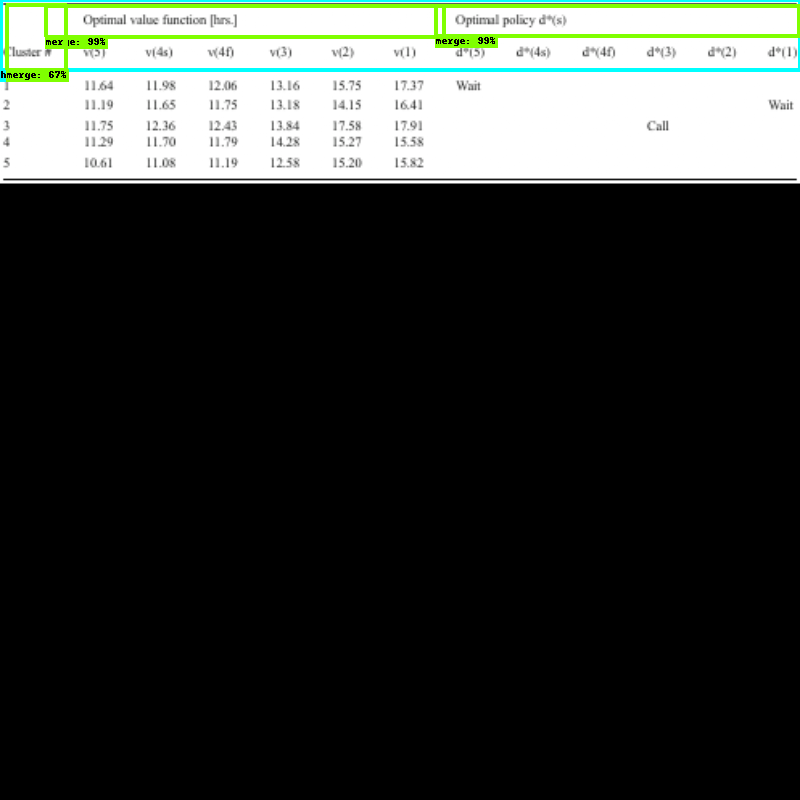 Optimal value function [hrs.] Optimal policy d*(s)
merge: 99% merge: 99%
Cluster # v(5) v(4s) v(4f) v(3) v(2) v(1) d*(5) d*(4s) d*(4f) d*(3) d*(2) d*(1)
hmerge: 67%
1 11.64 11.98 12.06 13.16 15.75 17.37 Wait
2 11.19 11.65 11.75 13.18 14.15 16.41 Wait
3 11.75 12.36 12.43 13.84 17.58 17.91 Call
4 11.29 11.70 11.79 14.28 15.27 15.58
5 10.61 11.08 11.19 12.58 15.20 15.82